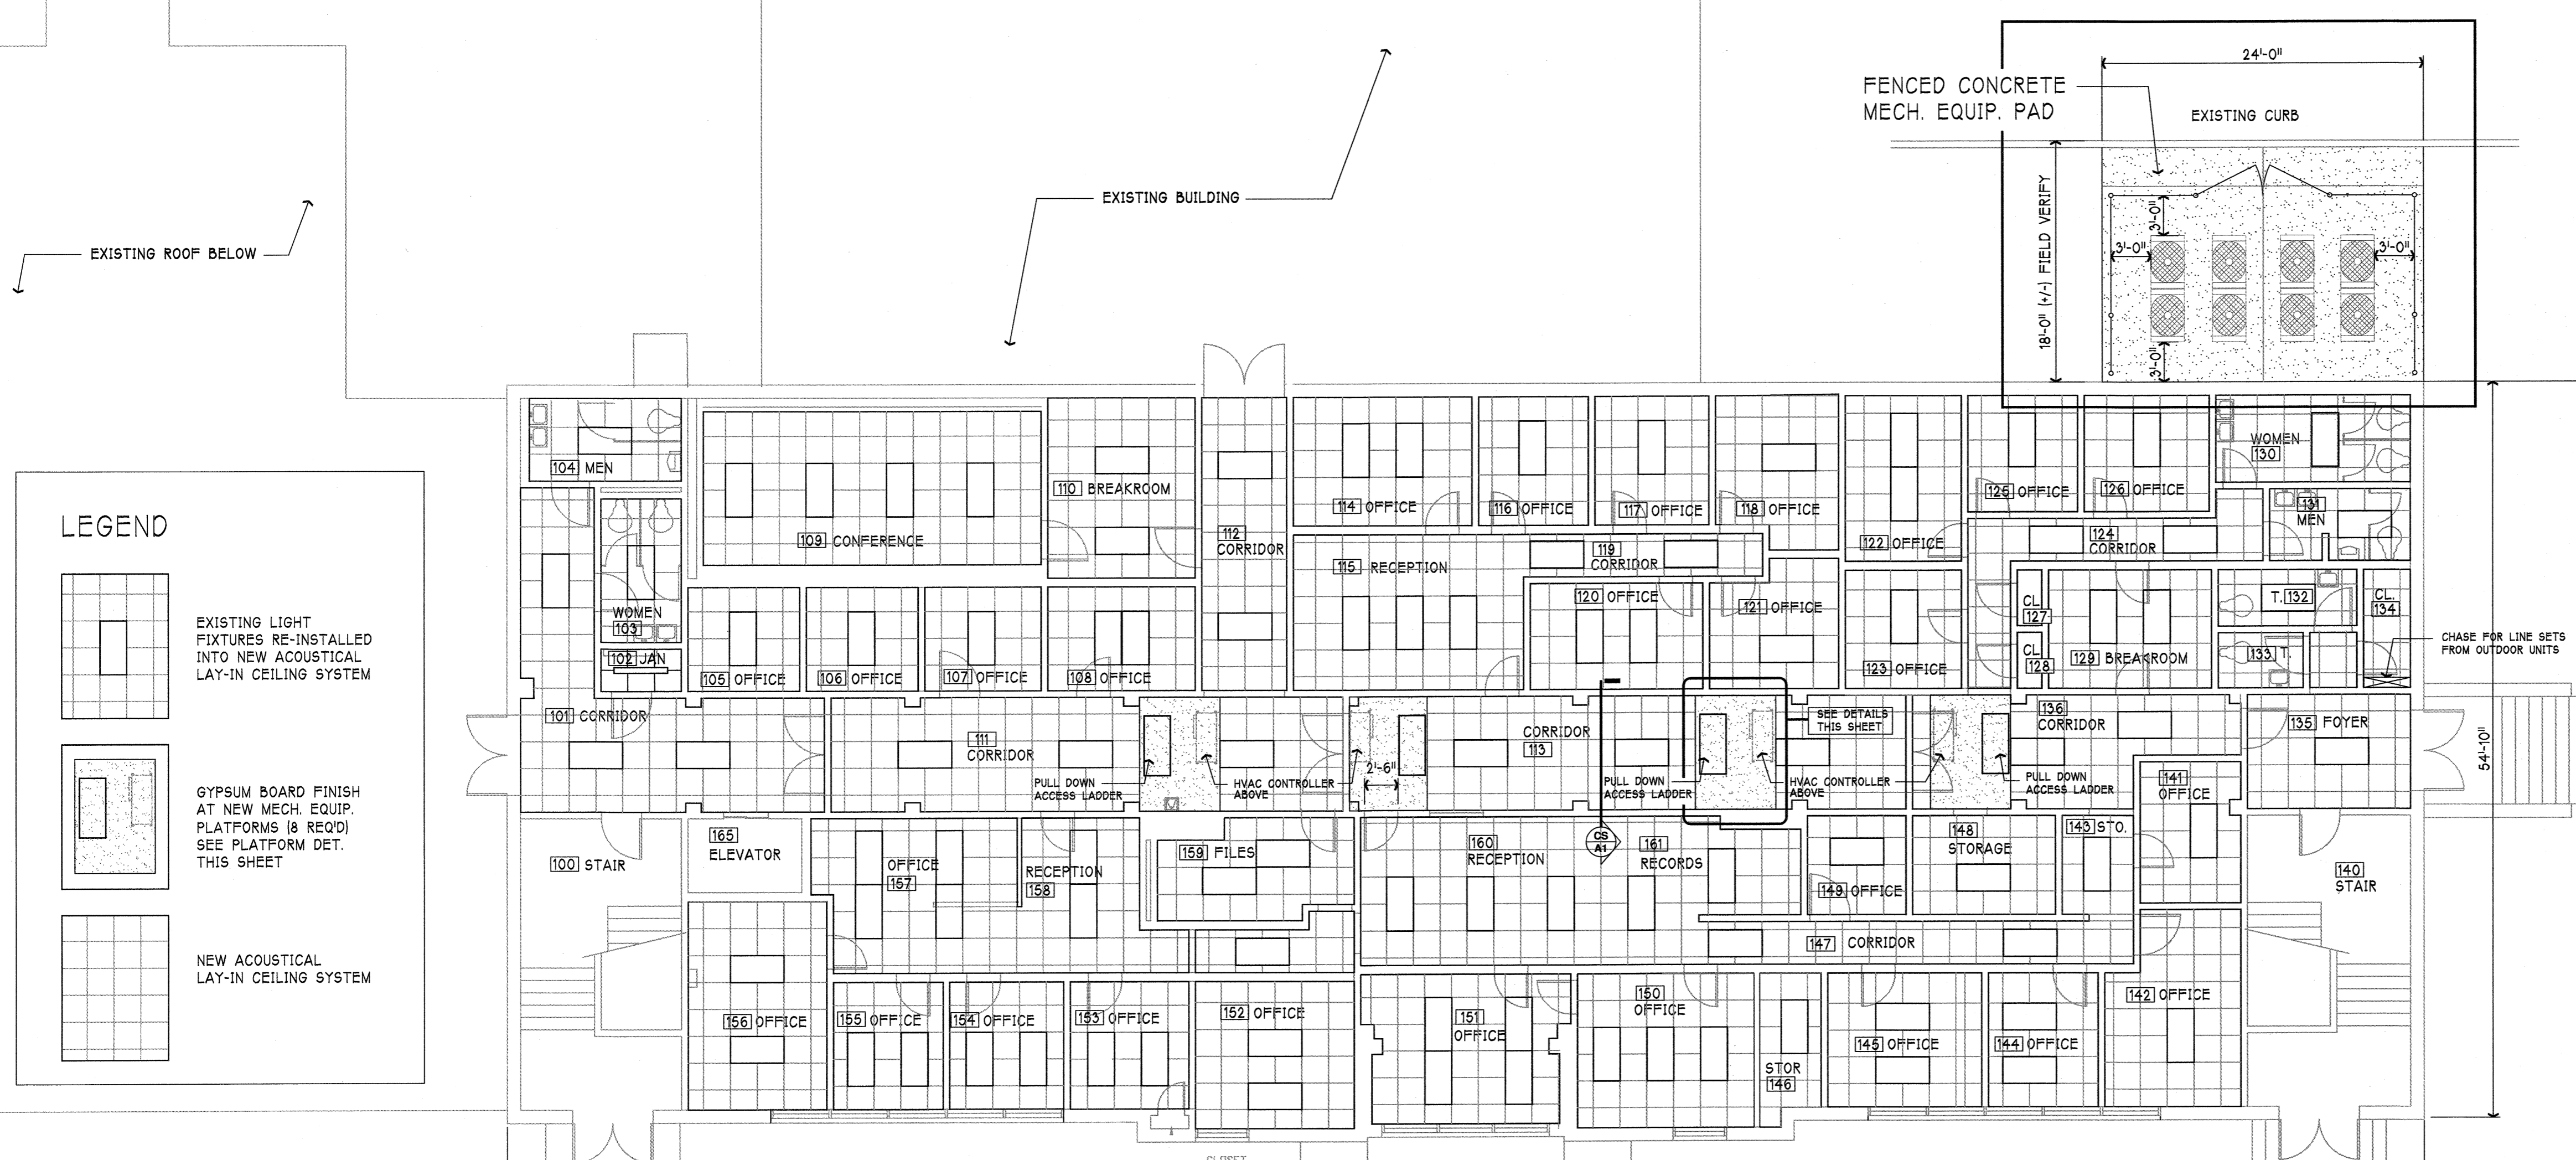 24'-0"
FENCED CONCRETE
MECH. EQUIP. PAD
EXISTING CURB
18'-0" (+/-) FIELD VERIFY
3'-0"
3'-0"
3'-0"
3'-0"
EXISTING BUILDING
EXISTING ROOF BELOW
LEGEND
EXISTING LIGHT
FIXTURES RE-INSTALLED
INTO NEW ACOUSTICAL
LAY-IN CEILING SYSTEM
GYPSUM BOARD FINISH
AT NEW MECH. EQUIP.
PLATFORMS (8 REQ'D)
SEE PLATFORM DET.
THIS SHEET
NEW ACOUSTICAL
LAY-IN CEILING SYSTEM
104 MEN
109 CONFERENCE
110 BREAKROOM
112
CORRIDOR
114 OFFICE
116 OFFICE
117 OFFICE
118 OFFICE
122 OFFICE
125 OFFICE
126 OFFICE
WOMEN
130
131
MEN
124
CORRIDOR
119
CORRIDOR
115 RECEPTION
120 OFFICE
121 OFFICE
123 OFFICE
CL
127
CL
128
129 BREAKROOM
T. 132
133 T.
CL.
134
CHASE FOR LINE SETS
FROM OUTDOOR UNITS
WOMEN
103
102 JAN
105 OFFICE
106 OFFICE
107 OFFICE
108 OFFICE
101 CORRIDOR
111
CORRIDOR
PULL DOWN
ACCESS LADDER
HVAC CONTROLLER
ABOVE
2'-6"
CORRIDOR
113
PULL DOWN
ACCESS LADDER
SEE DETAILS
THIS SHEET
HVAC CONTROLLER
ABOVE
136
CORRIDOR
PULL DOWN
ACCESS LADDER
135 FOYER
54'-10"
100 STAIR
165
ELEVATOR
OFFICE
157
RECEPTION
158
159 FILES
160
RECEPTION
CS
A1
161
RECORDS
149 OFFICE
148
STORAGE
143 STO.
141
OFFICE
140
STAIR
147 CORRIDOR
156 OFFICE
155 OFFICE
154 OFFICE
153 OFFICE
152 OFFICE
151
OFFICE
150
OFFICE
STOR
146
145 OFFICE
144 OFFICE
142 OFFICE
CLOSET